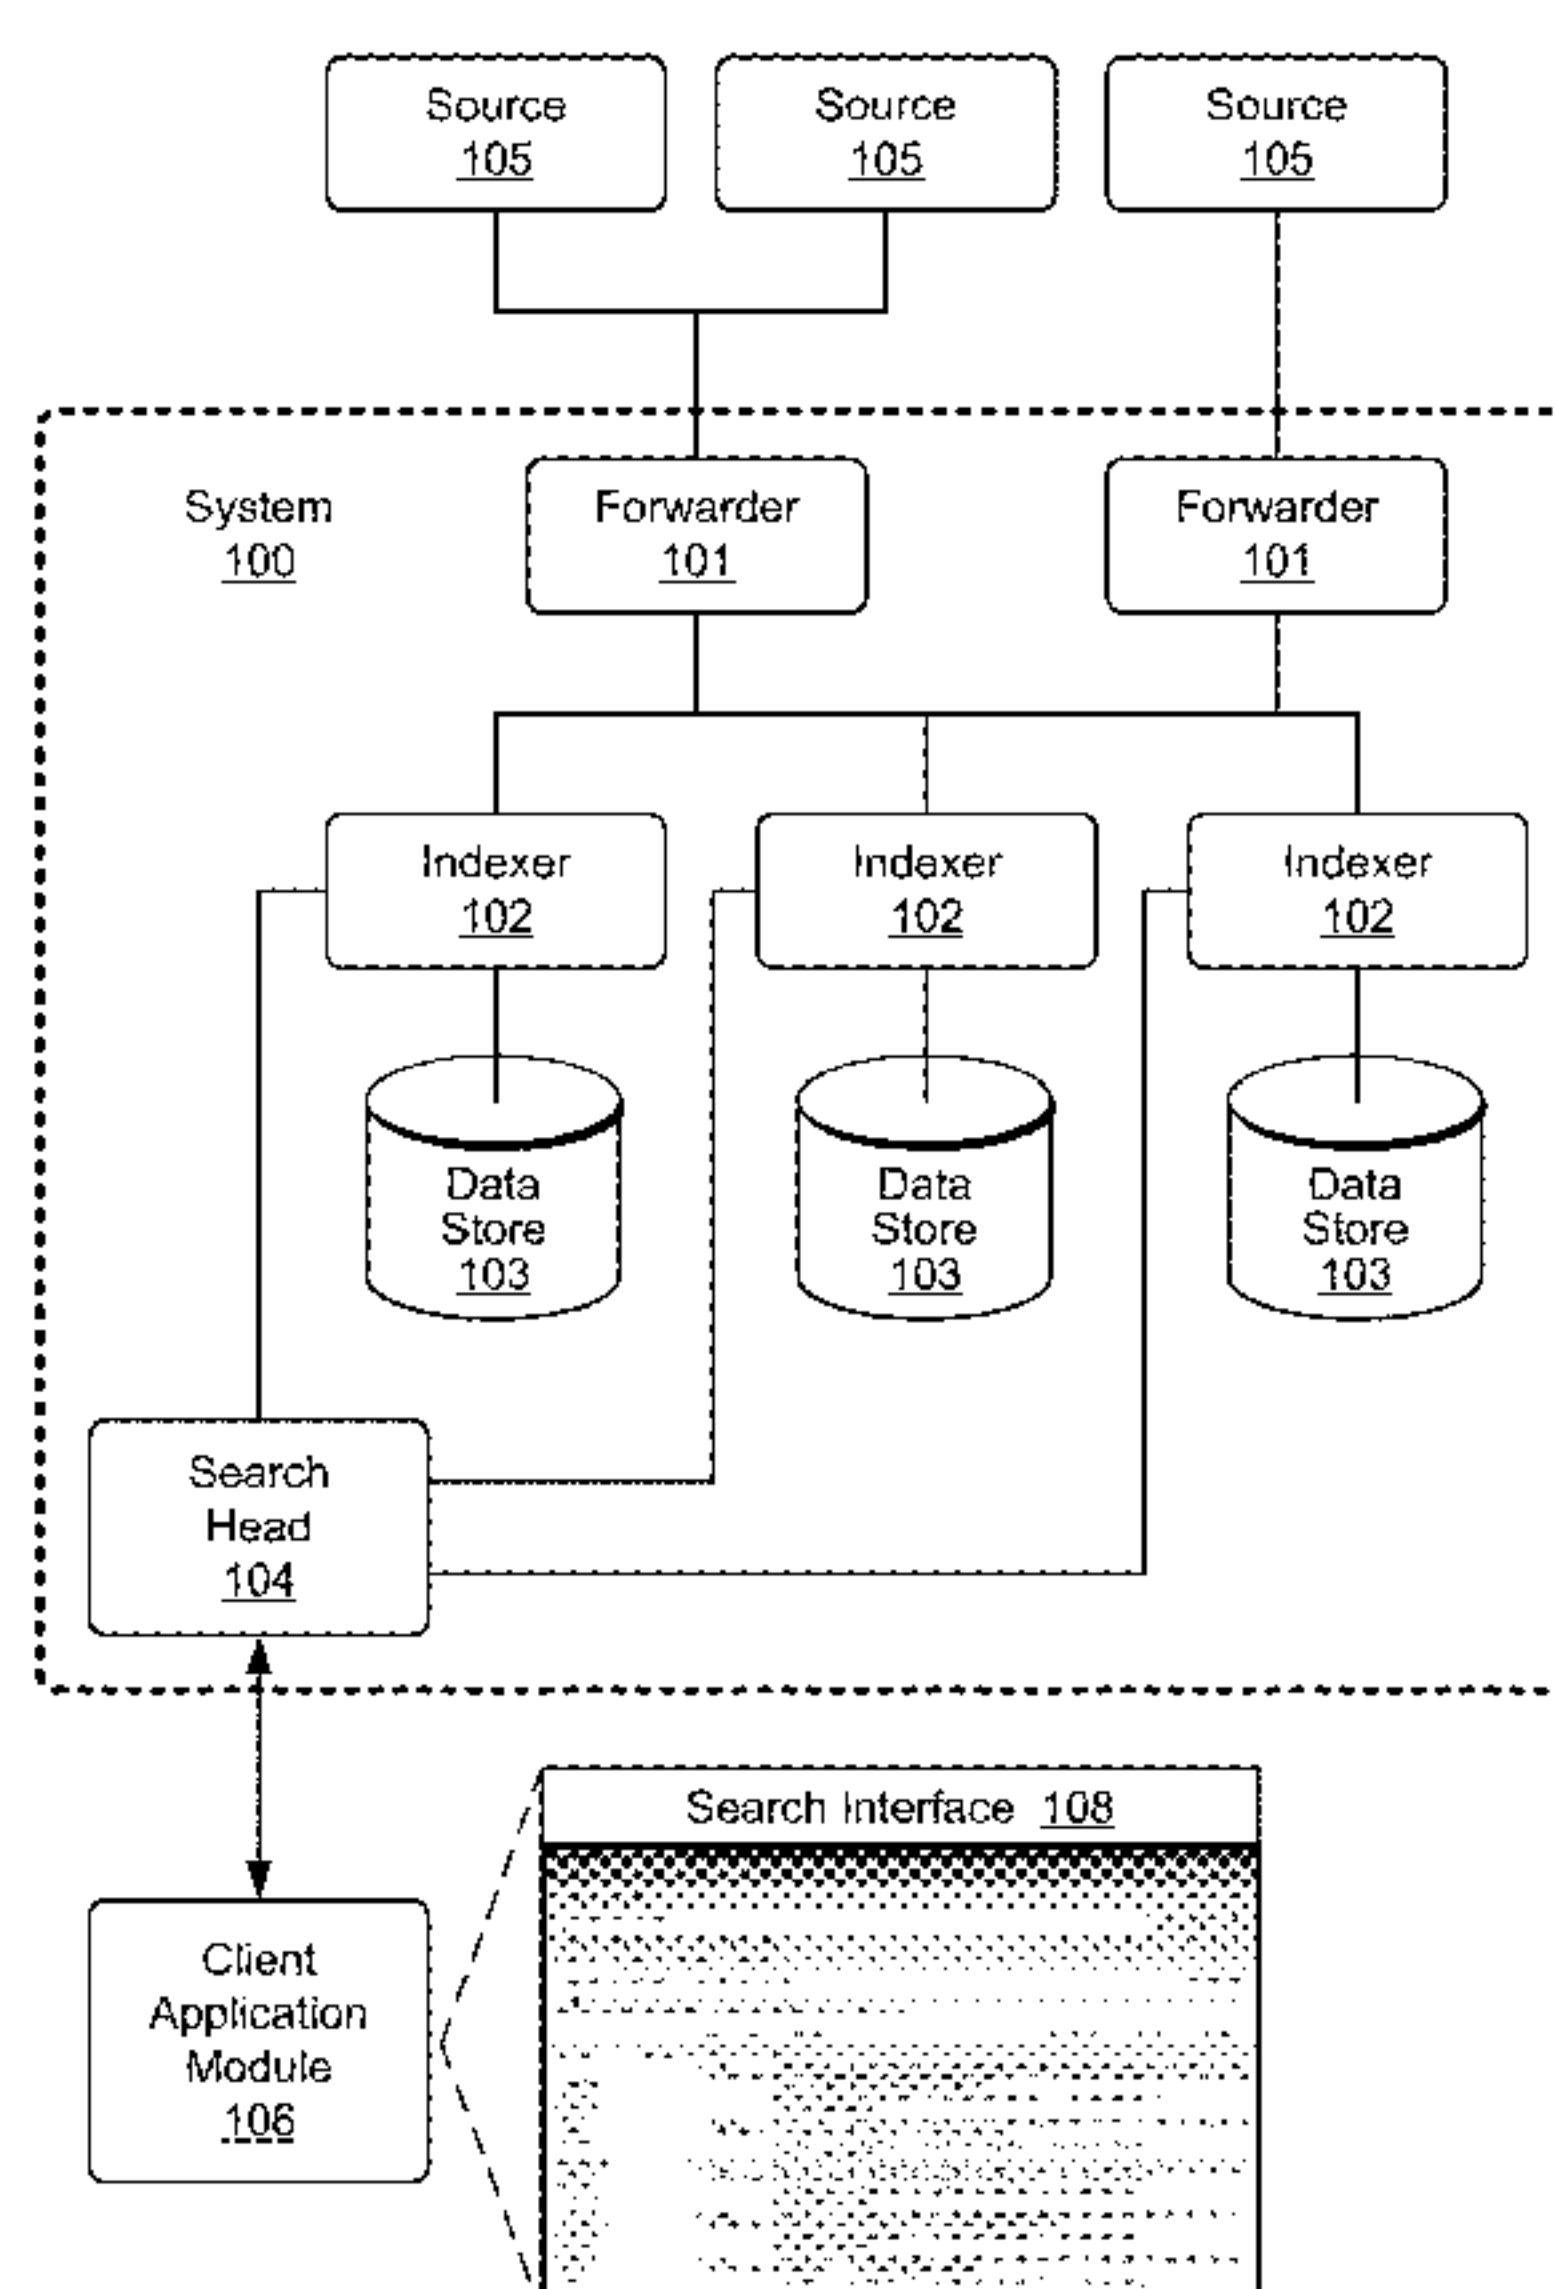 Source
105
Source
105
Source
105
System
100
Forwarder
101
Forwarder
101
Indexer
102
Indexer
102
Indexer
102
Data
Store
103
Data
Store
103
Data
Store
103
Search
Head
104
Search Interface 108
Client
Application
Module
106